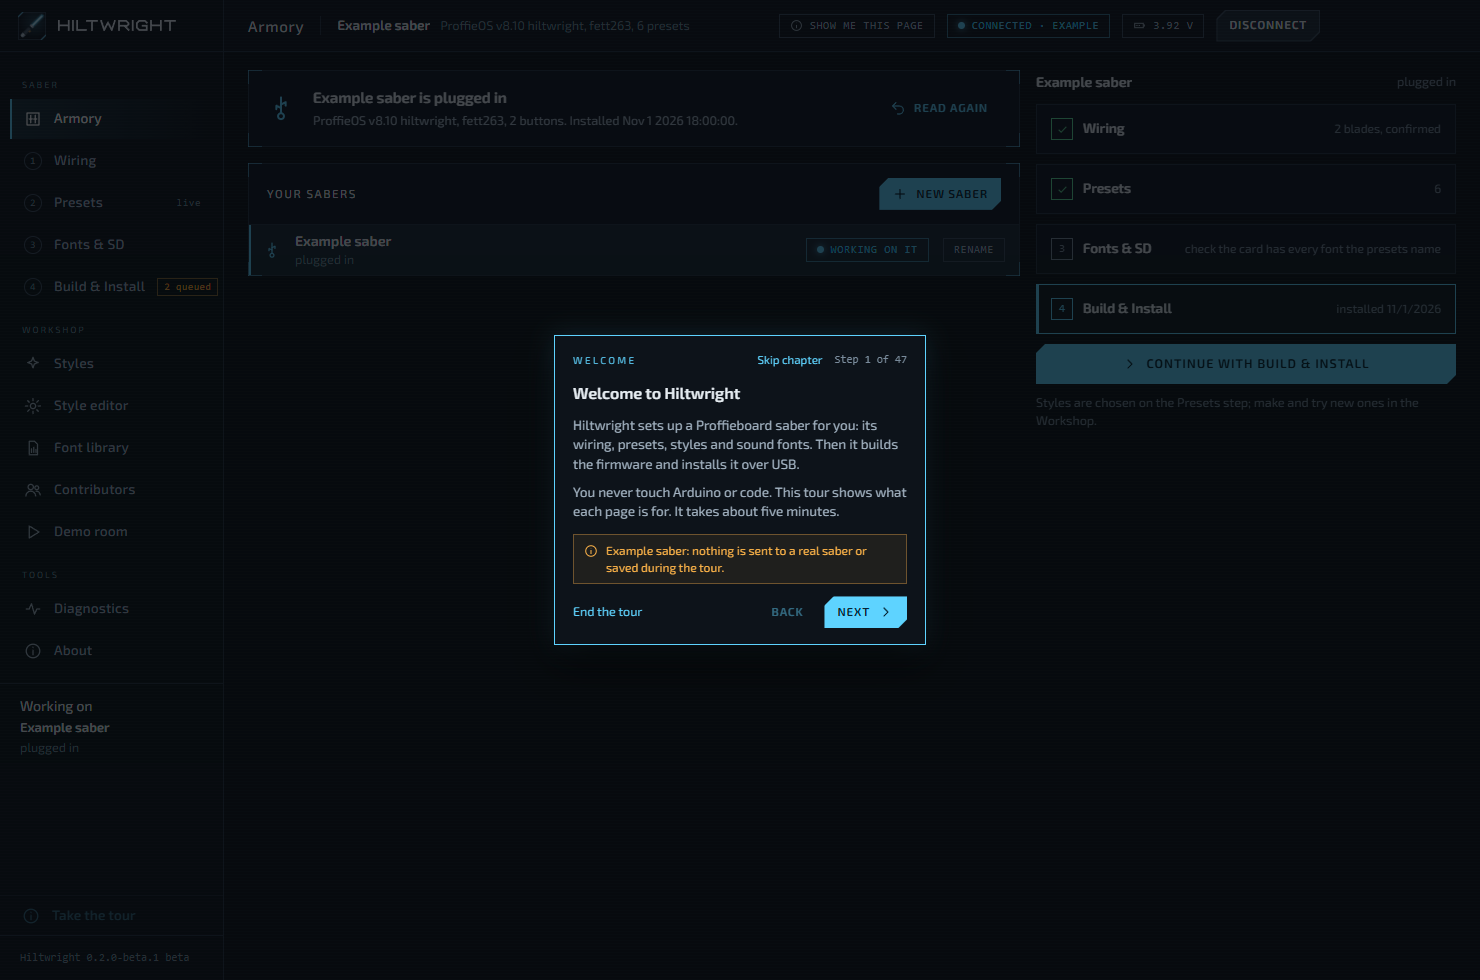 HILTWRIGHT
Armory
Example saber
ProffieOS v8.10 hiltwright, fett263, 6 presets
SHOW ME THIS PAGE
CONNECTED · EXAMPLE
3.92 V
DISCONNECT
SABER
Armory
1 Wiring
2 Presets live
3 Fonts & SD
4 Build & Install 2 queued
WORKSHOP
Styles
Style editor
Font library
Contributors
Demo room
TOOLS
Diagnostics
About
Working on
Example saber
plugged in
Take the tour
Hiltwright 0.2.0-beta.1 beta
Example saber is plugged in
ProffieOS v8.10 hiltwright, fett263, 2 buttons. Installed Nov 1 2026 18:00:00.
READ AGAIN
YOUR SABERS
NEW SABER
Example saber
plugged in
WORKING ON IT
RENAME
Example saber plugged in
Wiring 2 blades, confirmed
Presets 6
3 Fonts & SD check the card has every font the presets name
4 Build & Install installed 11/1/2026
CONTINUE WITH BUILD & INSTALL
Styles are chosen on the Presets step; make and try new ones in the
Workshop.
WELCOME Skip chapter Step 1 of 47
Welcome to Hiltwright
Hiltwright sets up a Proffieboard saber for you: its
wiring, presets, styles and sound fonts. Then it builds
the firmware and installs it over USB.
You never touch Arduino or code. This tour shows what
each page is for. It takes about five minutes.
Example saber: nothing is sent to a real saber or
saved during the tour.
End the tour BACK NEXT